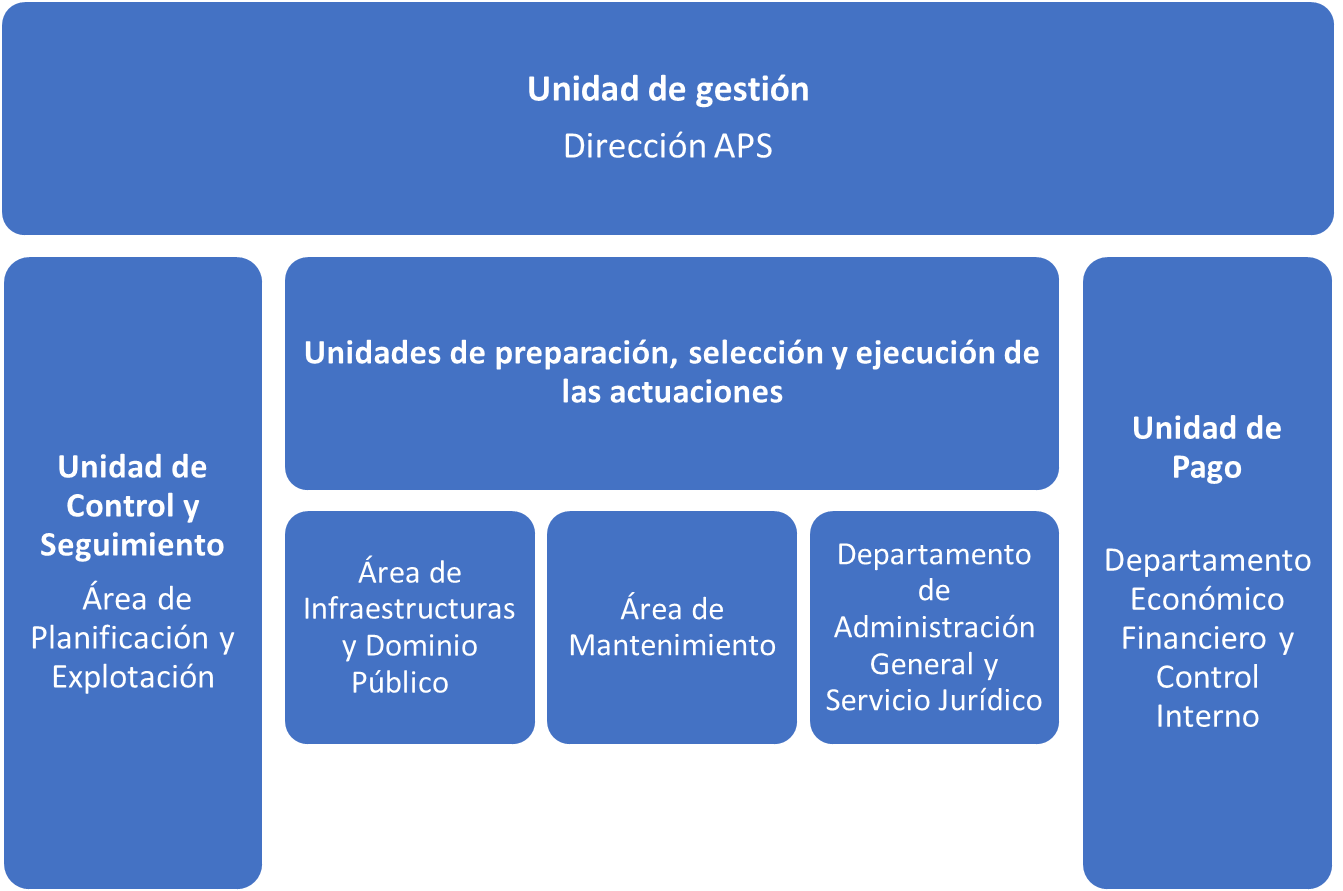 Unidad de gestión
Dirección APS
Unidad de
Control y
Seguimiento
Área de
Planificación y
Explotación
Unidades de preparación, selección y ejecución de
las actuaciones
Área de
Infraestructuras
y Dominio
Público
Área de
Mantenimiento
Departamento
de
Administración
General y
Servicio Jurídico
Unidad de
Pago
Departamento
Económico
Financiero y
Control
Interno